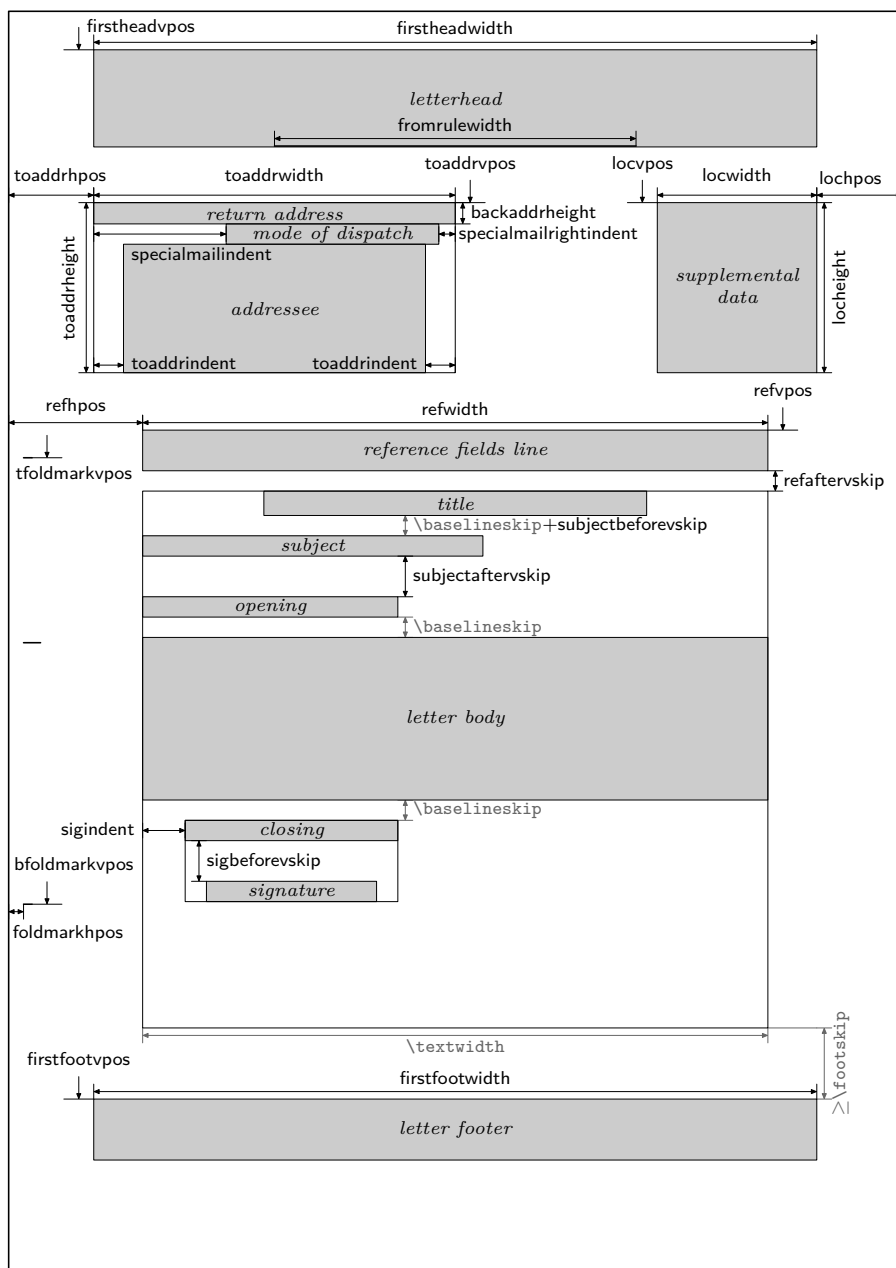 firstheadvpos
firstheadwidth
letterhead
fromrulewidth
toaddrhpos
toaddrwidth
toaddrvpos
locvpos
locwidth
lochpos
return address
backaddrheight
mode of dispatch
specialmailrightindent
specialmailindent
toaddrheight
addressee
supplemental
data
locheight
toaddrindent
toaddrindent
refhpos
refwidth
refvpos
tfoldmarkvpos
reference fields line
refaftervskip
title
\baselineskip+subjectbeforevskip
subject
subjectaftervskip
opening
\baselineskip
letter body
\baselineskip
sigindent
closing
sigbeforevskip
bfoldmarkvpos
signature
foldmarkhpos
\textwidth
≥\footskip
firstfootvpos
firstfootwidth
letter footer